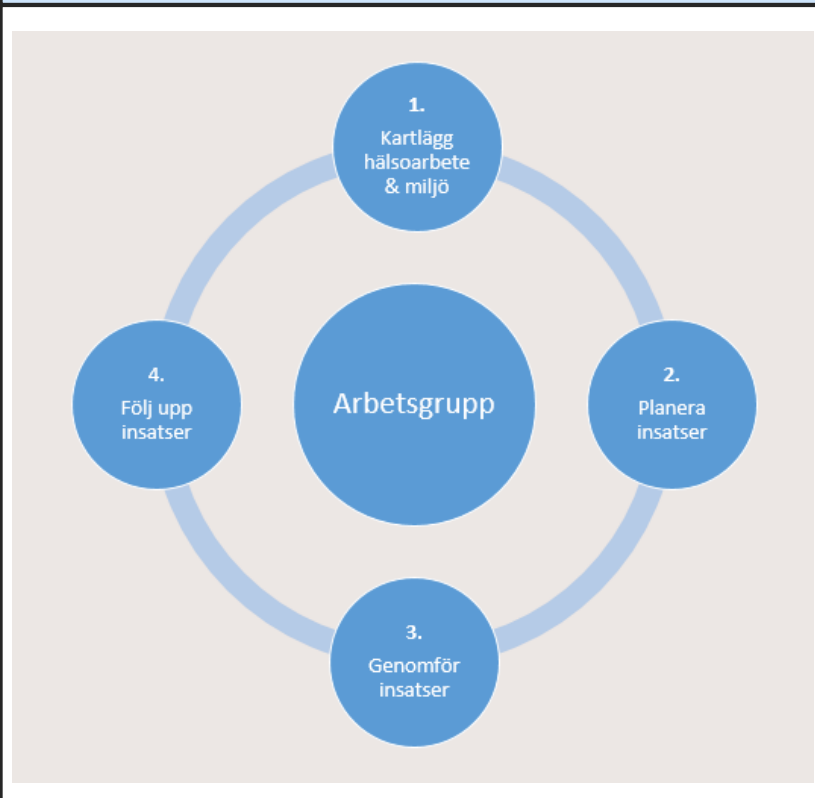 1.
Kartlägg
hälsoarbete
& miljö
2.
Planera
insatser
3.
Genomför
insatser
4.
Följ upp
insatser
Arbetsgrupp